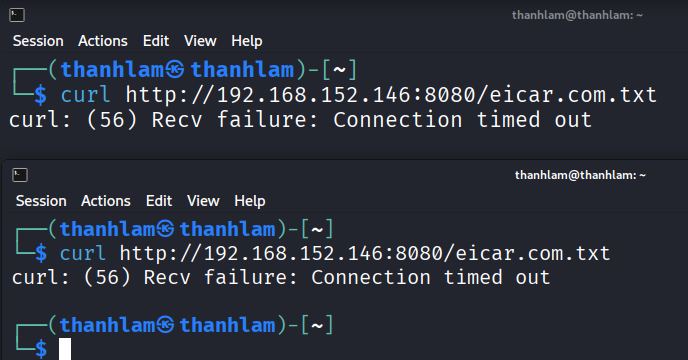 thanhlam@thanhlam: ~
Session Actions Edit View Help
┌──(thanhlam㉿thanhlam)-[~]
└─$ curl http://192.168.152.146:8080/eicar.com.txt
curl: (56) Recv failure: Connection timed out
thanhlam@thanhlam: ~
Session Actions Edit View Help
┌──(thanhlam㉿thanhlam)-[~]
└─$ curl http://192.168.152.146:8080/eicar.com.txt
curl: (56) Recv failure: Connection timed out
┌──(thanhlam㉿thanhlam)-[~]
└─$